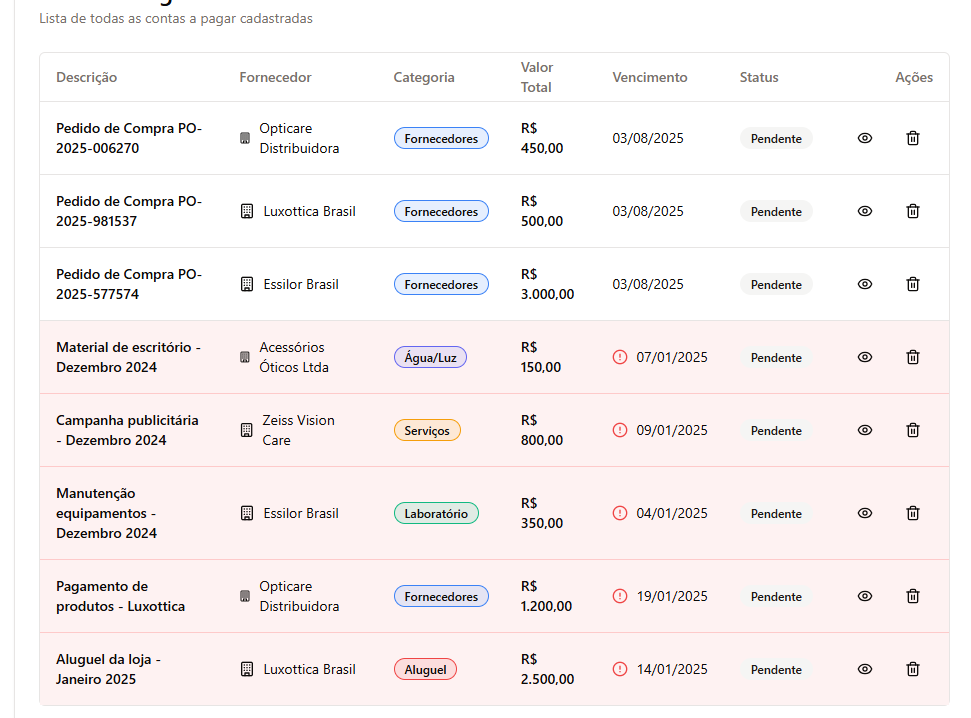 Lista de todas as contas a pagar cadastradas
Descrição Fornecedor Categoria Valor Total Vencimento Status Ações
Pedido de Compra PO-
2025-006270
Opticare
Distribuidora
Fornecedores
R$
450,00
03/08/2025
Pendente
Pedido de Compra PO-
2025-981537
Luxottica Brasil
Fornecedores
R$
500,00
03/08/2025
Pendente
Pedido de Compra PO-
2025-577574
Essilor Brasil
Fornecedores
R$
3.000,00
03/08/2025
Pendente
Material de escritório -
Dezembro 2024
Acessórios
Óticos Ltda
Água/Luz
R$
150,00
07/01/2025
Pendente
Campanha publicitária
- Dezembro 2024
Zeiss Vision
Care
Serviços
R$
800,00
09/01/2025
Pendente
Manutenção
equipamentos -
Dezembro 2024
Essilor Brasil
Laboratório
R$
350,00
04/01/2025
Pendente
Pagamento de
produtos - Luxottica
Opticare
Distribuidora
Fornecedores
R$
1.200,00
19/01/2025
Pendente
Aluguel da loja -
Janeiro 2025
Luxottica Brasil
Aluguel
R$
2.500,00
14/01/2025
Pendente